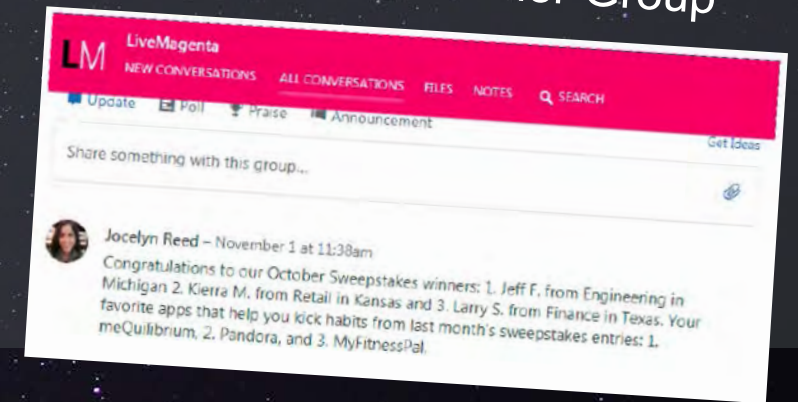 Group
LM
LiveMagenta
NEW CONVERSATIONS ALL CONVERSATIONS FILES NOTES SEARCH
Update Poll Praise Announcement
Get Ideas
Share something with this group...
Jocelyn Reed – November 1 at 11:38am
Congratulations to our October Sweepstakes winners: 1. Jeff F. from Engineering in
Michigan 2. Kierra M. from Retail in Kansas and 3. Larry S. from Finance in Texas. Your
favorite apps that help you kick habits from last month's sweepstakes entries: 1.
meQuilibrium, 2. Pandora, and 3. MyFitnessPal.